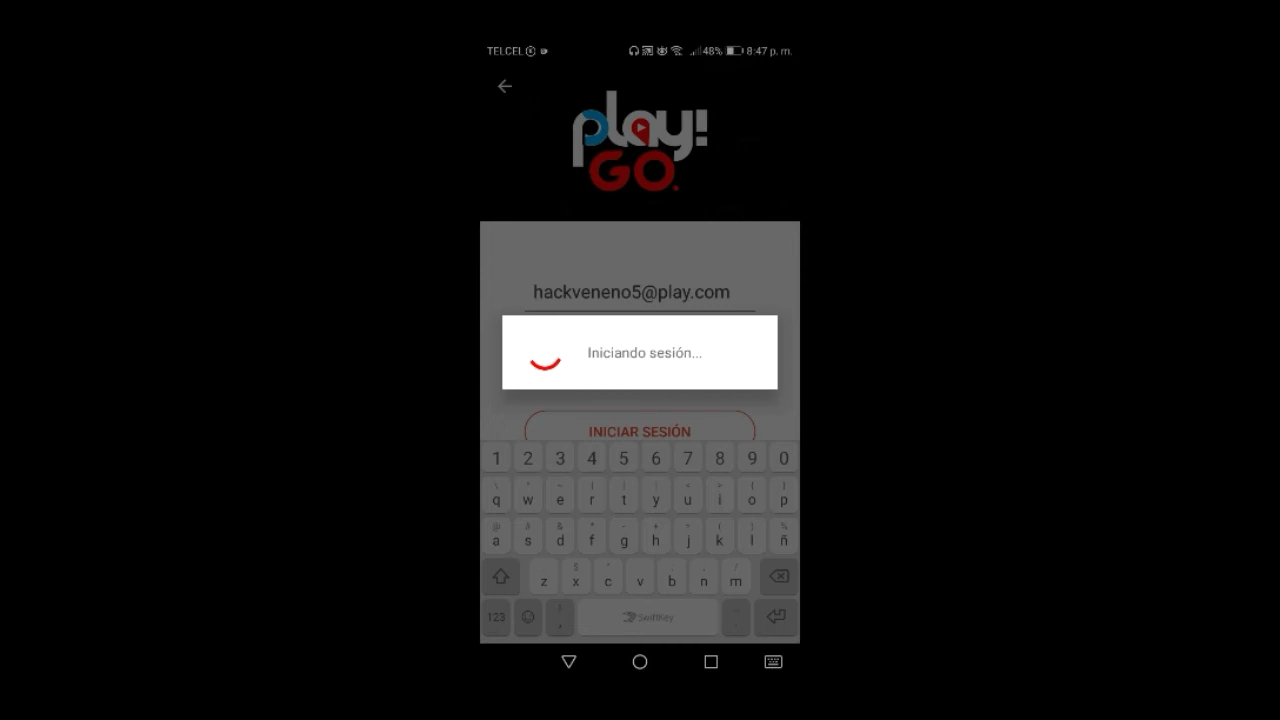 TELCEL 48% 8:47 p. m.
play!
GO.
hackveneno5@play.com
Iniciando sesión...
INICIAR SESIÓN
1 2 3 4 5 6 7 8 9 0
q w e r t y u i o p
a s d f g h j k l ñ
z x c v b n m
123 , SwiftKey .